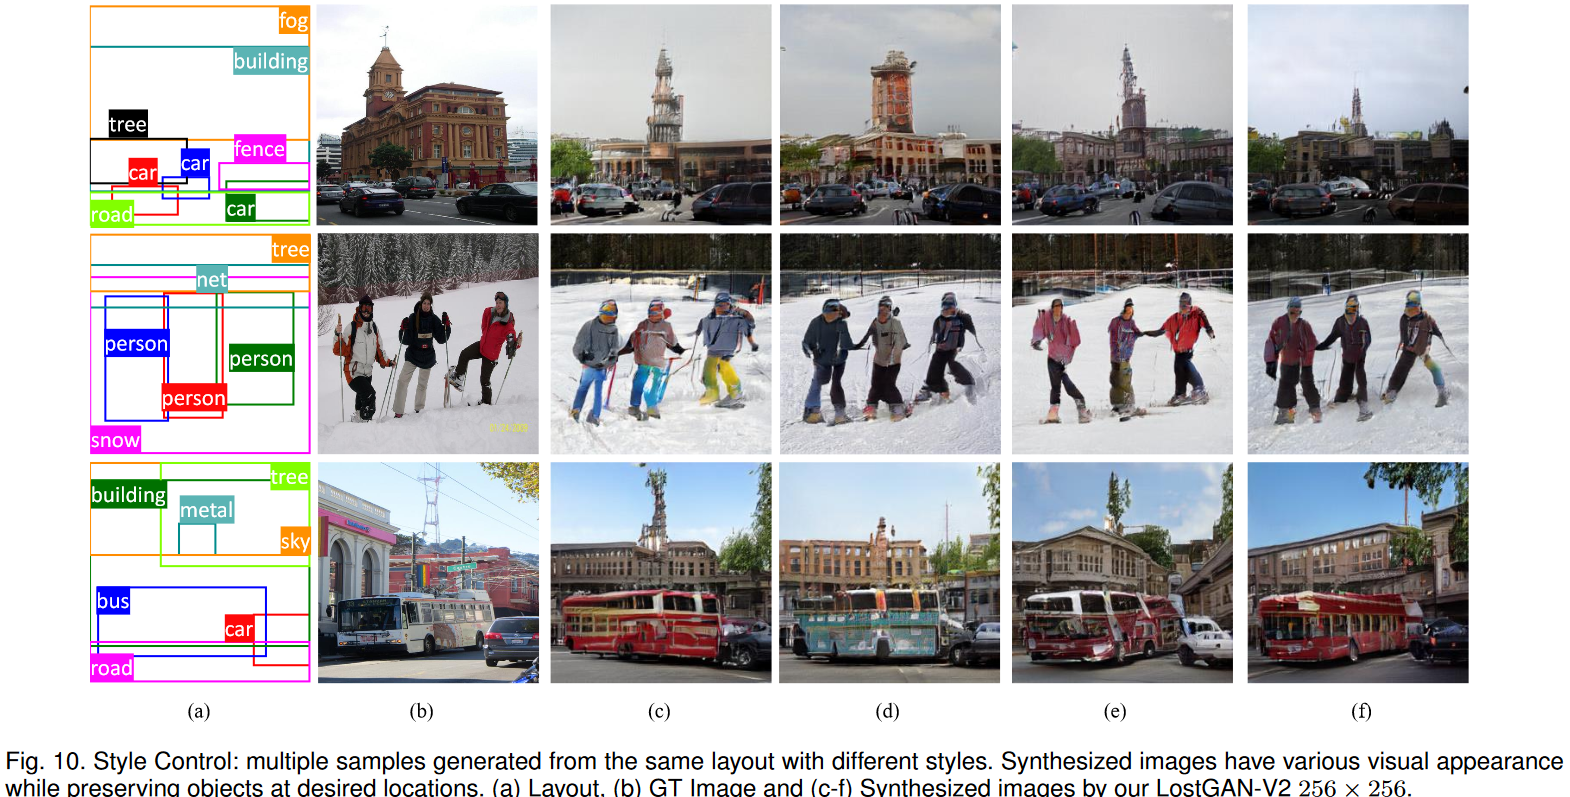 fog
building
tree
fence
car
car
car
road
tree
net
person
person
person
snow
tree
building
metal
sky
bus
car
road
01/21/2008
(a) (b) (c) (d) (e) (f)
Fig. 10. Style Control: multiple samples generated from the same layout with different styles. Synthesized images have various visual appearance
while preserving objects at desired locations. (a) Layout. (b) GT Image and (c-f) Synthesized images by our LostGAN-V2 256 × 256.